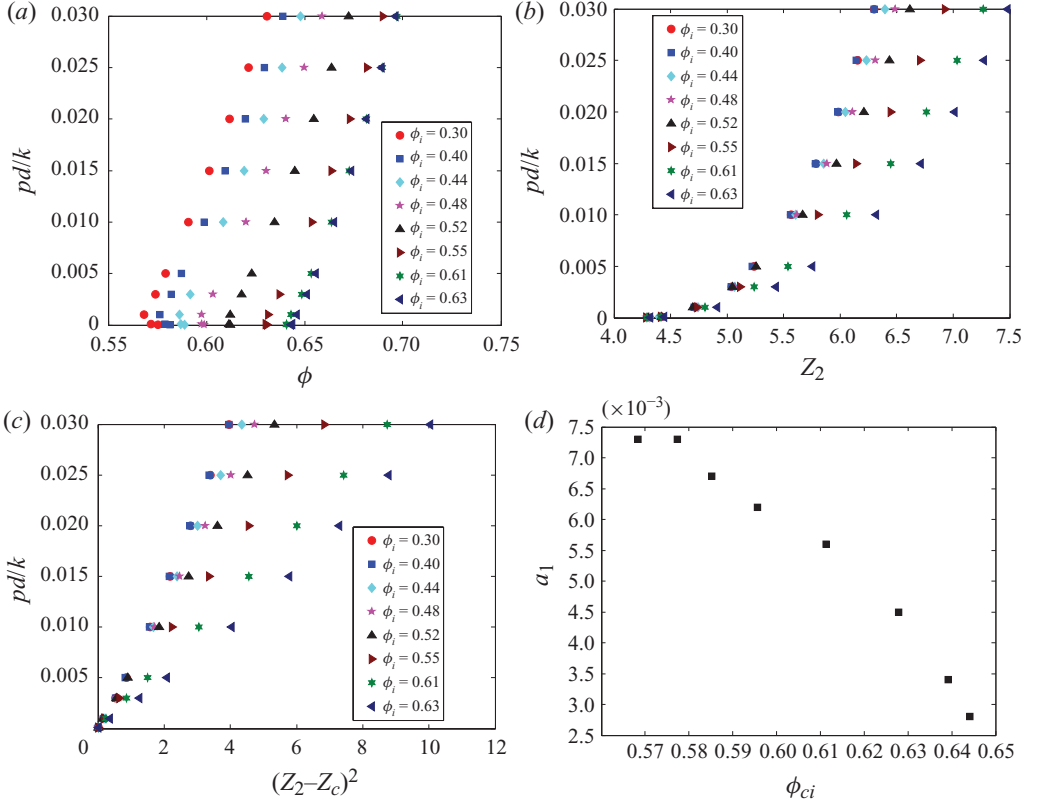 (a)
0.030
0.025
0.020
0.015
0.010
0.005
0
pd/k
0.55
0.60
0.65
0.70
0.75
ϕ
ϕi = 0.30
ϕi = 0.40
ϕi = 0.44
ϕi = 0.48
ϕi = 0.52
ϕi = 0.55
ϕi = 0.61
ϕi = 0.63
(b)
0.030
0.025
0.020
0.015
0.010
0.005
0
pd/k
4.0
4.5
5.0
5.5
6.0
6.5
7.0
7.5
Z2
ϕi = 0.30
ϕi = 0.40
ϕi = 0.44
ϕi = 0.48
ϕi = 0.52
ϕi = 0.55
ϕi = 0.61
ϕi = 0.63
(c)
0.030
0.025
0.020
0.015
0.010
0.005
pd/k
0
2
4
6
8
10
12
(Z2–Zc)²
ϕi = 0.30
ϕi = 0.40
ϕi = 0.44
ϕi = 0.48
ϕi = 0.52
ϕi = 0.55
ϕi = 0.61
ϕi = 0.63
(d)
(×10⁻³)
7.5
7.0
6.5
6.0
5.5
5.0
4.5
4.0
3.5
3.0
2.5
a1
0.57
0.58
0.59
0.60
0.61
0.62
0.63
0.64
0.65
ϕci